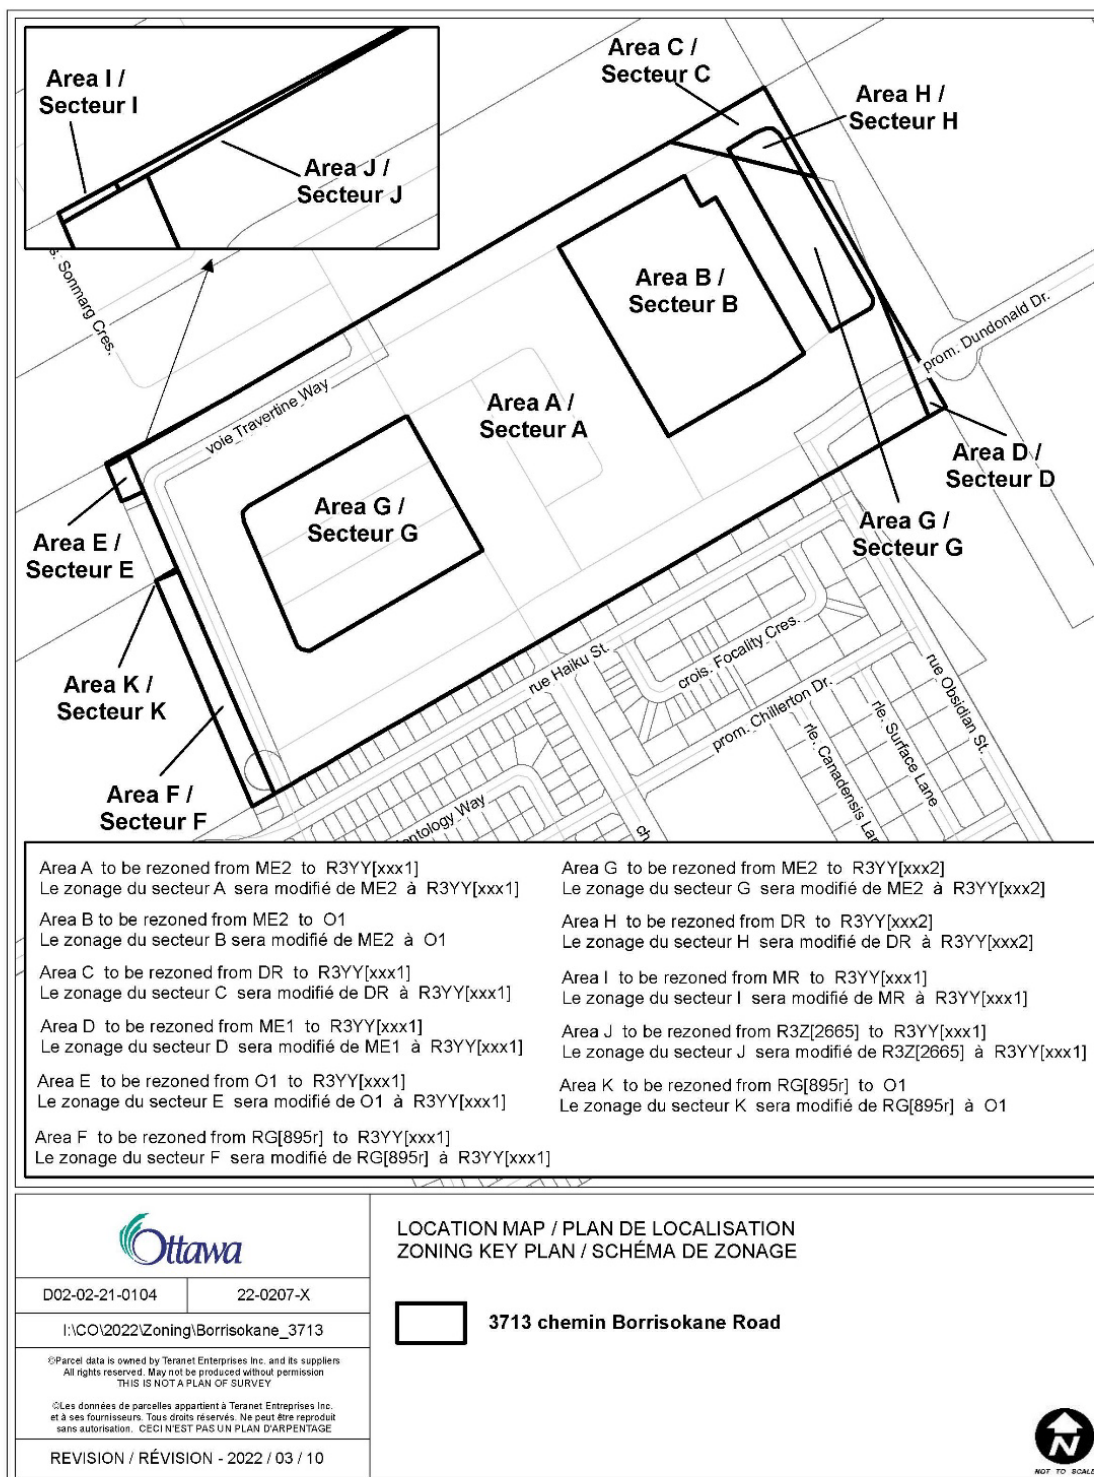 Area I /
Secteur I
Area J /
Secteur J
Area C /
Secteur C
Area H /
Secteur H
s. Sonmarg Cres.
Area B /
Secteur B
prom. Dundonald Dr.
voie Travertine Way
Area A /
Secteur A
Area D /
Secteur D
Area G /
Secteur G
Area G /
Secteur G
Area E /
Secteur E
rue Haiku St.
crois. Focality Cres.
rue Obsidian St.
Area K /
Secteur K
prom. Chillerton Dr.
rle. Surface Lane
rle. Canadensis Lan
Area F /
Secteur F
ntology Way
ch
Area A to be rezoned from ME2 to R3YY[xxx1]
Le zonage du secteur A sera modifié de ME2 à R3YY[xxx1]
Area B to be rezoned from ME2 to O1
Le zonage du secteur B sera modifié de ME2 à O1
Area C to be rezoned from DR to R3YY[xxx1]
Le zonage du secteur C sera modifié de DR à R3YY[xxx1]
Area D to be rezoned from ME1 to R3YY[xxx1]
Le zonage du secteur D sera modifié de ME1 à R3YY[xxx1]
Area E to be rezoned from O1 to R3YY[xxx1]
Le zonage du secteur E sera modifié de O1 à R3YY[xxx1]
Area F to be rezoned from RG[895r] to R3YY[xxx1]
Le zonage du secteur F sera modifié de RG[895r] à R3YY[xxx1]
Area G to be rezoned from ME2 to R3YY[xxx2]
Le zonage du secteur G sera modifié de ME2 à R3YY[xxx2]
Area H to be rezoned from DR to R3YY[xxx2]
Le zonage du secteur H sera modifié de DR à R3YY[xxx2]
Area I to be rezoned from MR to R3YY[xxx1]
Le zonage du secteur I sera modifié de MR à R3YY[xxx1]
Area J to be rezoned from R3Z[2665] to R3YY[xxx1]
Le zonage du secteur J sera modifié de R3Z[2665] à R3YY[xxx1]
Area K to be rezoned from RG[895r] to O1
Le zonage du secteur K sera modifié de RG[895r] à O1
Ottawa
D02-02-21-0104
22-0207-X
I:\CO\2022\Zoning\Borrisokane_3713
©Parcel data is owned by Teranet Enterprises Inc. and its suppliers
All rights reserved. May not be produced without permission
THIS IS NOT A PLAN OF SURVEY
©Les données de parcelles appartient à Teranet Entreprises Inc.
et à ses fournisseurs. Tous droits réservés. Ne peut être reproduit
sans autorisation. CECI N'EST PAS UN PLAN D'ARPENTAGE
REVISION / RÉVISION - 2022 / 03 / 10
LOCATION MAP / PLAN DE LOCALISATION
ZONING KEY PLAN / SCHÉMA DE ZONAGE
3713 chemin Borrisokane Road
N
NOT TO SCALE